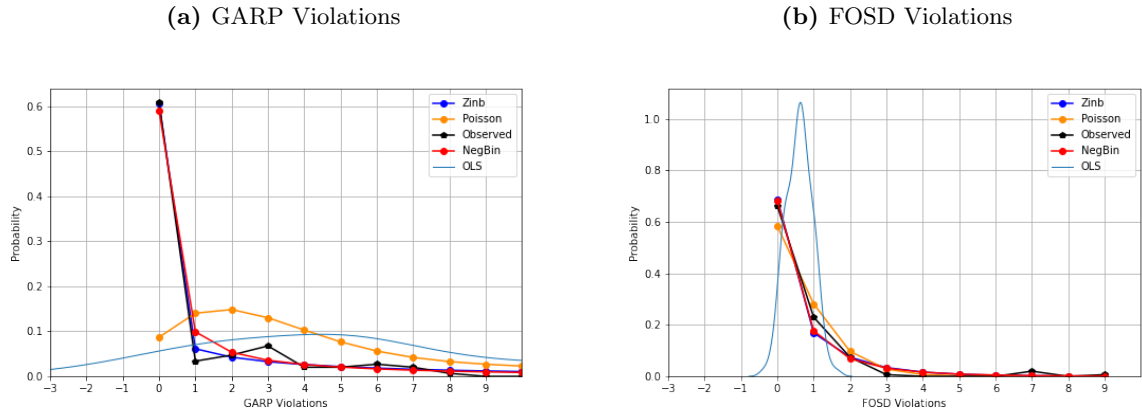 (a) GARP Violations
(b) FOSD Violations
Zinb
Poisson
Observed
NegBin
OLS
0.6
0.5
0.4
0.3
0.2
0.1
0.0
Probability
−3 −2 −1 0 1 2 3 4 5 6 7 8 9
GARP Violations
Zinb
Poisson
Observed
NegBin
OLS
1.0
0.8
0.6
0.4
0.2
0.0
Probability
−3 −2 −1 0 1 2 3 4 5 6 7 8 9
FOSD Violations